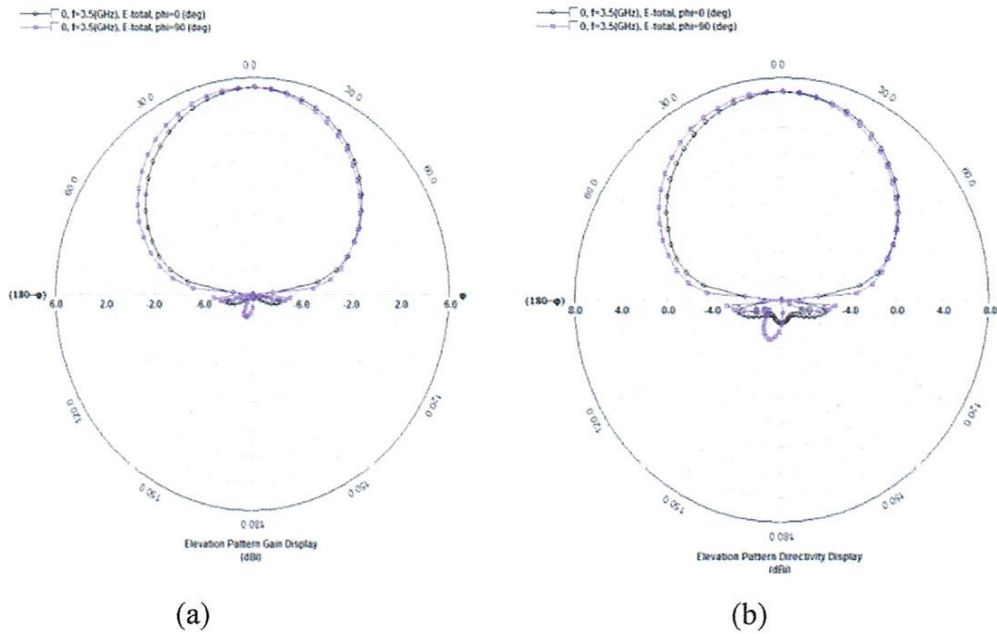 0, f=3.5(GHz), E-total, phi=0 (deg)
0, f=3.5(GHz), E-total, phi=90 (deg)
0.0
30.0
30.0
60.0
60.0
(180-φ)
6.0
2.0
-2.0
-6.0
-6.0
-2.0
2.0
6.0
φ
120.0
120.0
150.0
150.0
180.0
Elevation Pattern Gain Display
(dBi)
(a)
0, f=3.5(GHz), E-total, phi=0 (deg)
0, f=3.5(GHz), E-total, phi=90 (deg)
0.0
30.0
30.0
60.0
60.0
(180-φ)
8.0
4.0
0.0
-4.0
-4.0
0.0
4.0
8.0
φ
120.0
120.0
150.0
150.0
180.0
Elevation Pattern Directivity Display
(dBi)
(b)